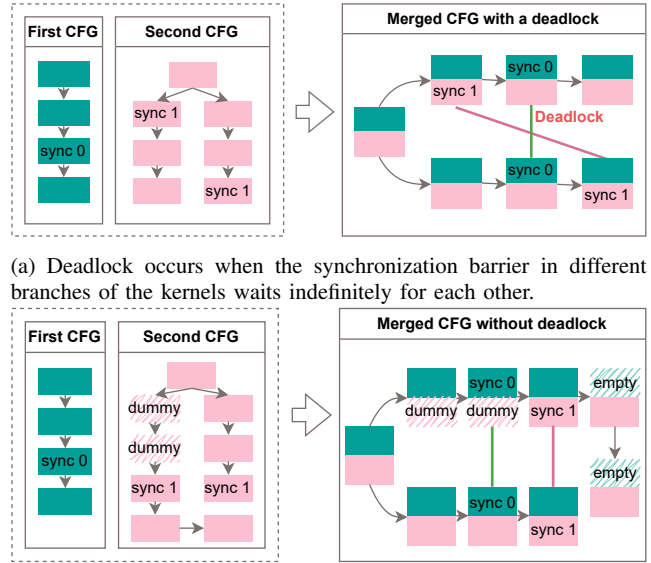 First CFG
Second CFG
Merged CFG with a deadlock
sync 0
sync 1
sync 1
sync 0
sync 1
Deadlock
sync 0
sync 1
(a) Deadlock occurs when the synchronization barrier in different
branches of the kernels waits indefinitely for each other.
First CFG
Second CFG
Merged CFG without deadlock
sync 0
dummy
dummy
sync 1
sync 1
sync 0
empty
dummy
dummy
sync 1
empty
sync 0
sync 1